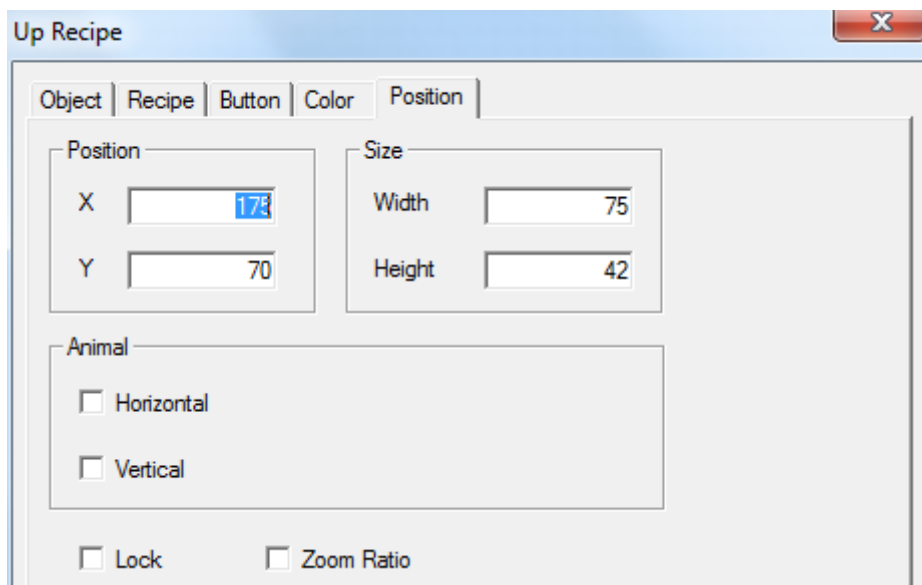 Up Recipe
Object Recipe Button Color Position
Position
X 175
Y 70
Size
Width 75
Height 42
Animal
Horizontal
Vertical
Lock Zoom Ratio